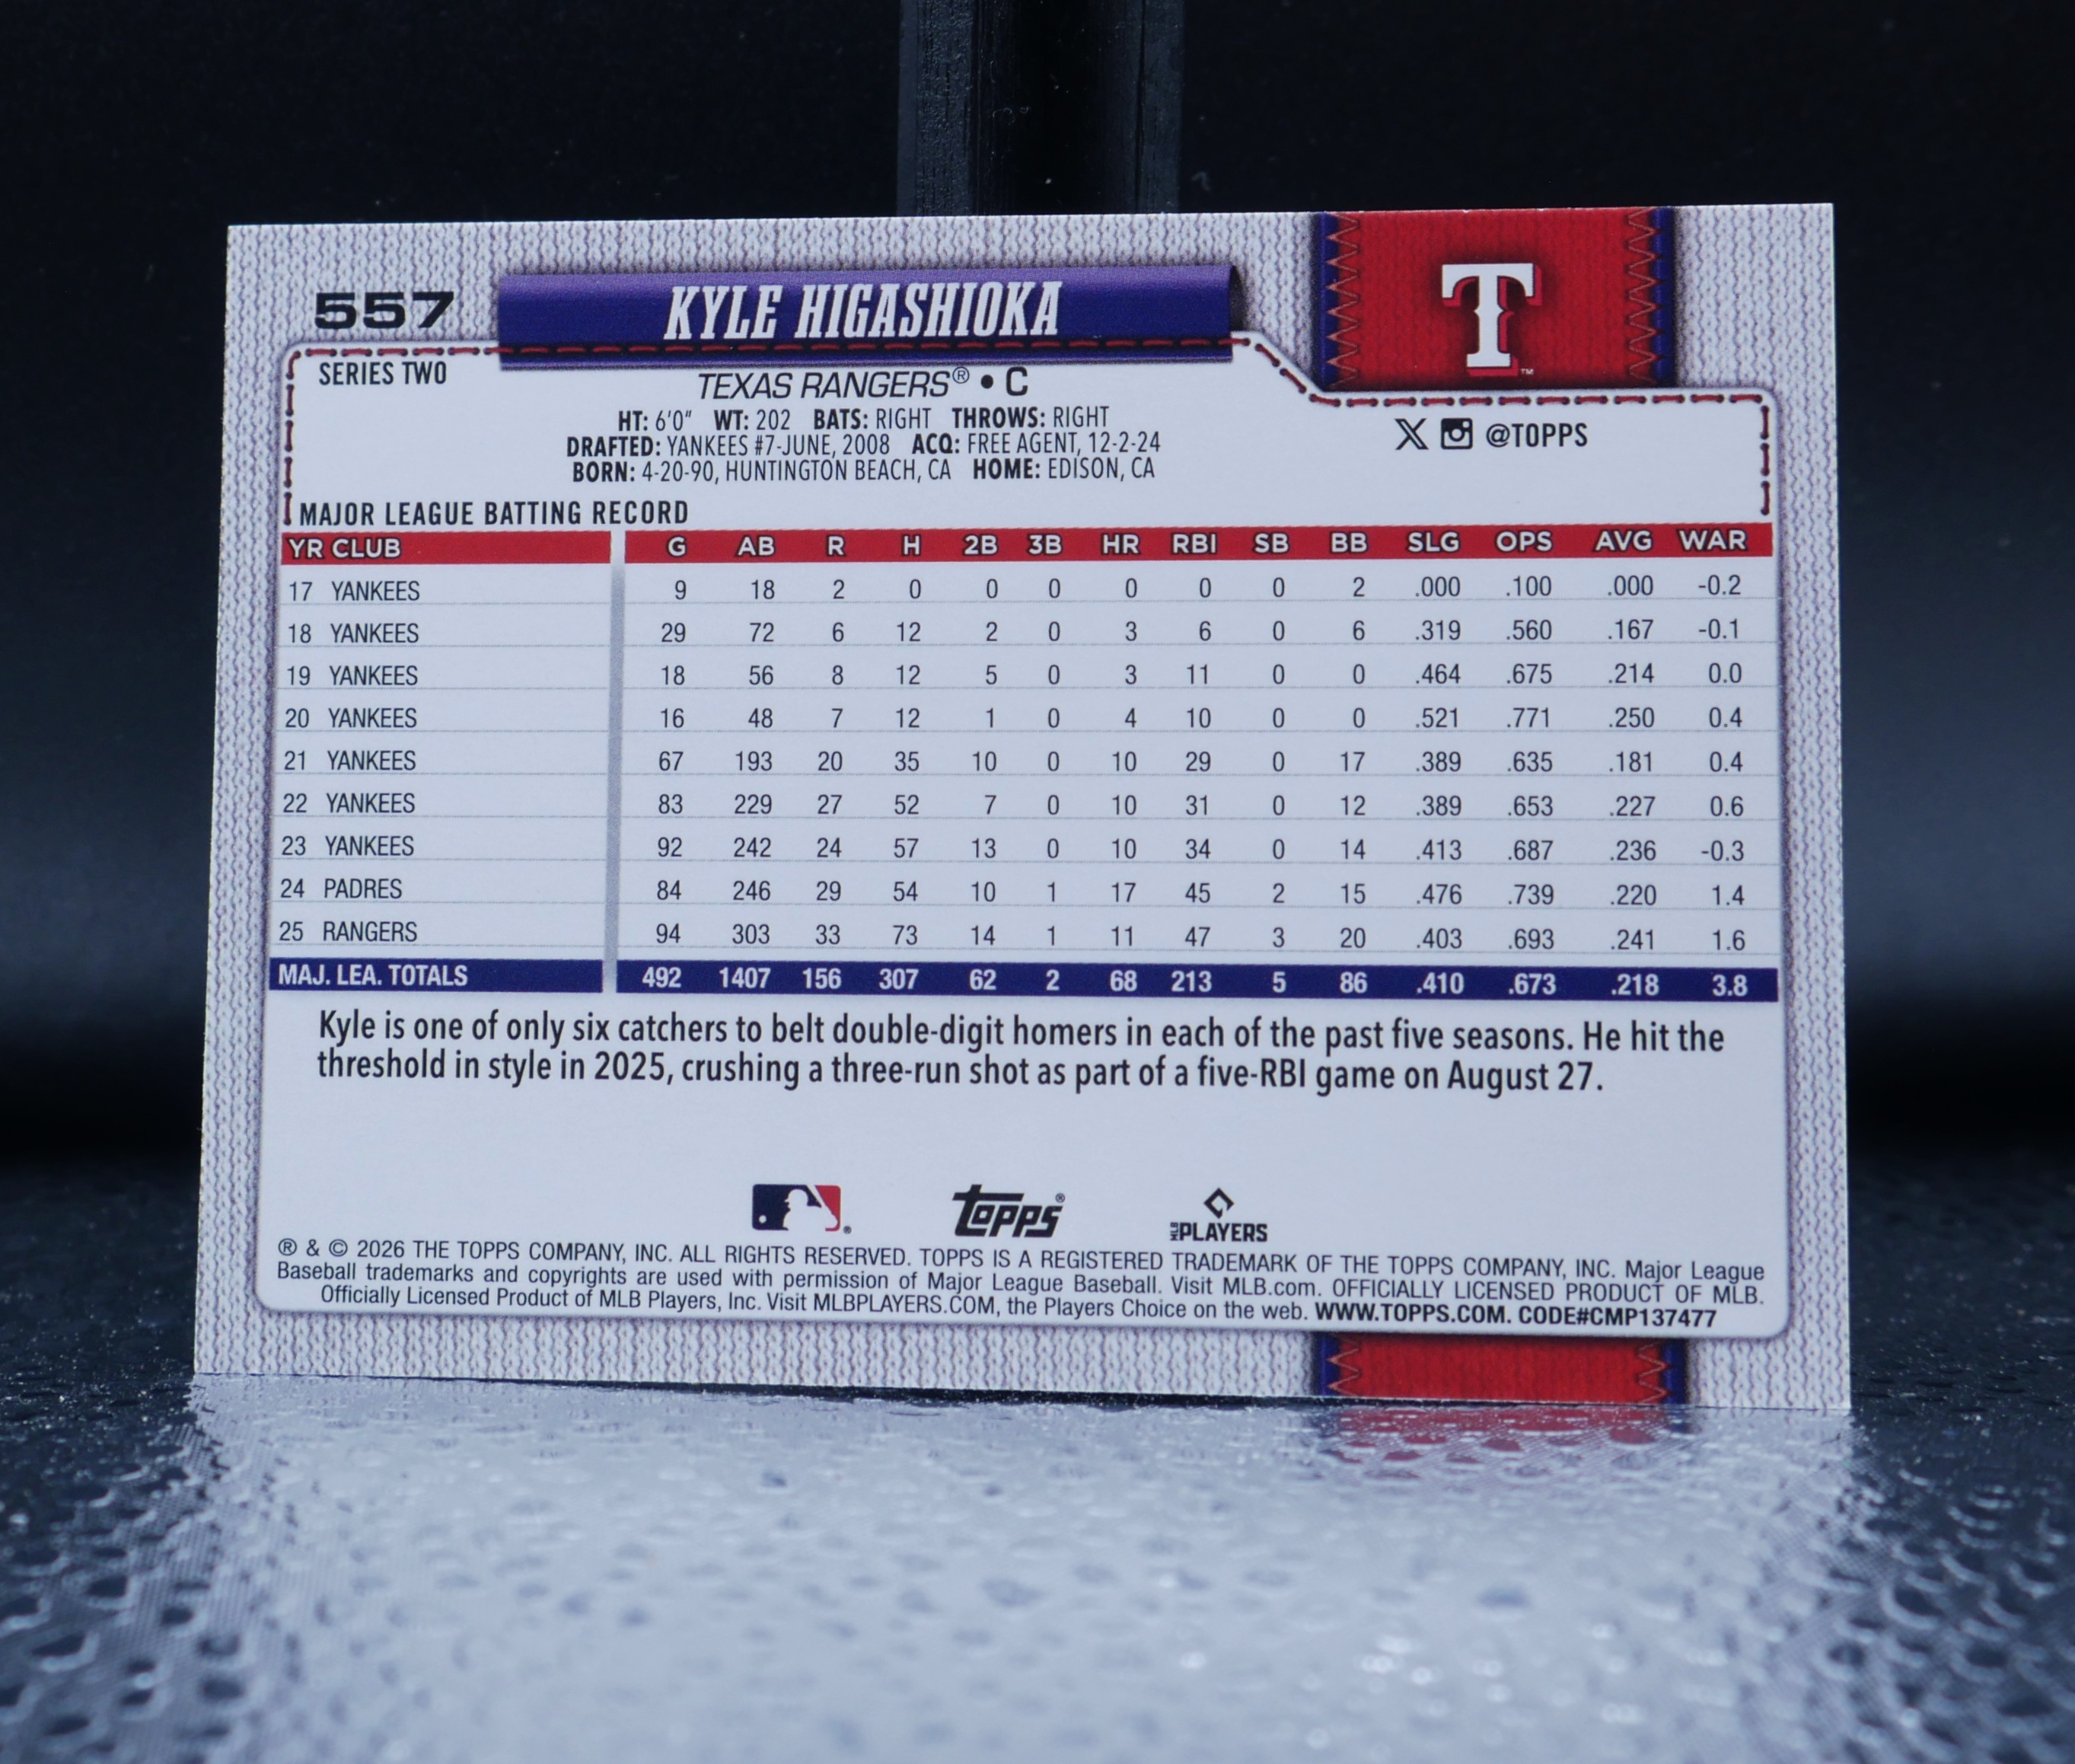 557
KYLE HIGASHIOKA
T™
SERIES TWO
TEXAS RANGERS® • C
HT: 6'0" WT: 202 BATS: RIGHT THROWS: RIGHT
DRAFTED: YANKEES #7-JUNE, 2008 ACQ: FREE AGENT, 12-2-24
BORN: 4-20-90, HUNTINGTON BEACH, CA HOME: EDISON, CA
@TOPPS
MAJOR LEAGUE BATTING RECORD
YR CLUB G AB R H 2B 3B HR RBI SB BB SLG OPS AVG WAR
17 YANKEES 9 18 2 0 0 0 0 0 0 2 .000 .100 .000 -0.2
18 YANKEES 29 72 6 12 2 0 3 6 0 6 .319 .560 .167 -0.1
19 YANKEES 18 56 8 12 5 0 3 11 0 0 .464 .675 .214 0.0
20 YANKEES 16 48 7 12 1 0 4 10 0 0 .521 .771 .250 0.4
21 YANKEES 67 193 20 35 10 0 10 29 0 17 .389 .635 .181 0.4
22 YANKEES 83 229 27 52 7 0 10 31 0 12 .389 .653 .227 0.6
23 YANKEES 92 242 24 57 13 0 10 34 0 14 .413 .687 .236 -0.3
24 PADRES 84 246 29 54 10 1 17 45 2 15 .476 .739 .220 1.4
25 RANGERS 94 303 33 73 14 1 11 47 3 20 .403 .693 .241 1.6
MAJ. LEA. TOTALS 492 1407 156 307 62 2 68 213 5 86 .410 .673 .218 3.8
Kyle is one of only six catchers to belt double-digit homers in each of the past five seasons. He hit the
threshold in style in 2025, crushing a three-run shot as part of a five-RBI game on August 27.
®
Topps®
MLB PLAYERS
® & © 2026 THE TOPPS COMPANY, INC. ALL RIGHTS RESERVED. TOPPS IS A REGISTERED TRADEMARK OF THE TOPPS COMPANY, INC. Major League
Baseball trademarks and copyrights are used with permission of Major League Baseball. Visit MLB.com. OFFICIALLY LICENSED PRODUCT OF MLB.
Officially Licensed Product of MLB Players, Inc. Visit MLBPLAYERS.COM, the Players Choice on the web. WWW.TOPPS.COM. CODE#CMP137477